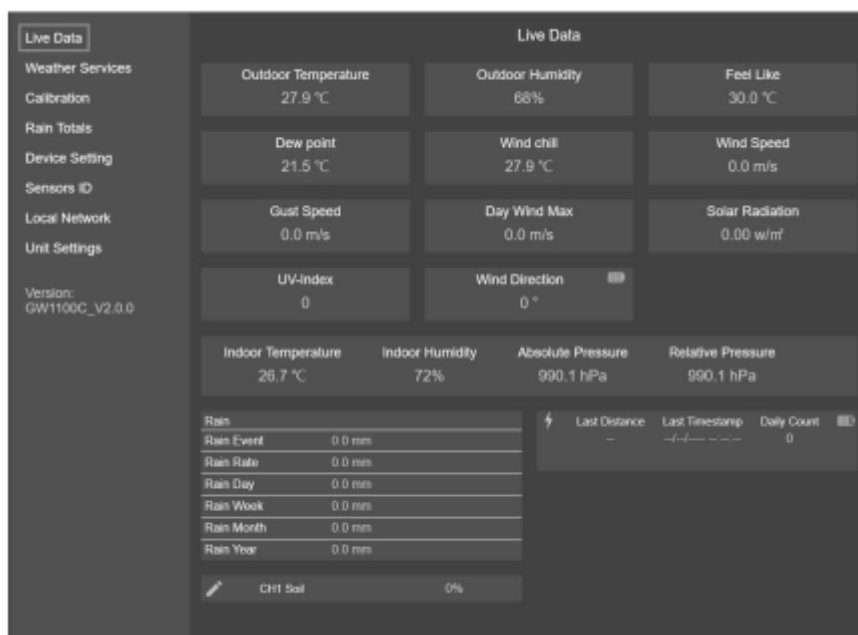 Live Data
Weather Services
Calibration
Rain Totals
Device Setting
Sensors ID
Local Network
Unit Settings
Version:
GW1100C_V2.0.0
Live Data
Outdoor Temperature
27.9 ℃
Outdoor Humidity
68%
Feel Like
30.0 ℃
Dew point
21.5 ℃
Wind chill
27.9 ℃
Wind Speed
0.0 m/s
Gust Speed
0.0 m/s
Day Wind Max
0.0 m/s
Solar Radiation
0.00 w/㎡
UV-Index
0
Wind Direction
0 °
Indoor Temperature
26.7 ℃
Indoor Humidity
72%
Absolute Pressure
990.1 hPa
Relative Pressure
990.1 hPa
Rain
Rain Event 0.0 mm
Rain Rate 0.0 mm
Rain Day 0.0 mm
Rain Week 0.0 mm
Rain Month 0.0 mm
Rain Year 0.0 mm
Last Distance Last Timestamp Daily Count
-- --/--/---- --:--:-- 0
CH1 Soil 0%